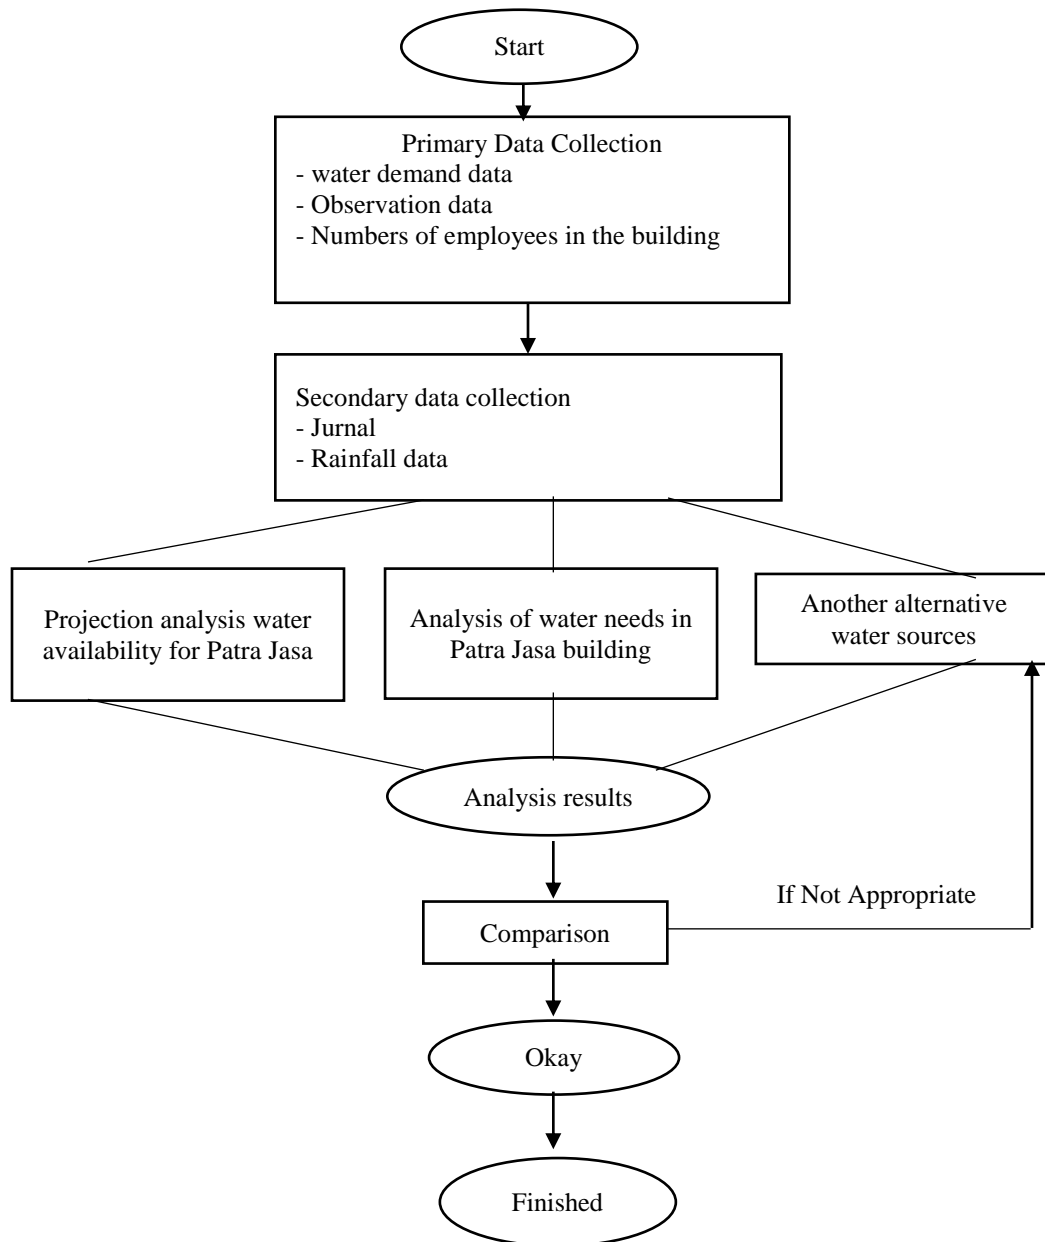 Start
Primary Data Collection
- water demand data
- Observation data
- Numbers of employees in the building
Secondary data collection
- Jurnal
- Rainfall data
Projection analysis water
availability for Patra Jasa
Analysis of water needs in
Patra Jasa building
Another alternative
water sources
Analysis results
If Not Appropriate
Comparison
Okay
Finished